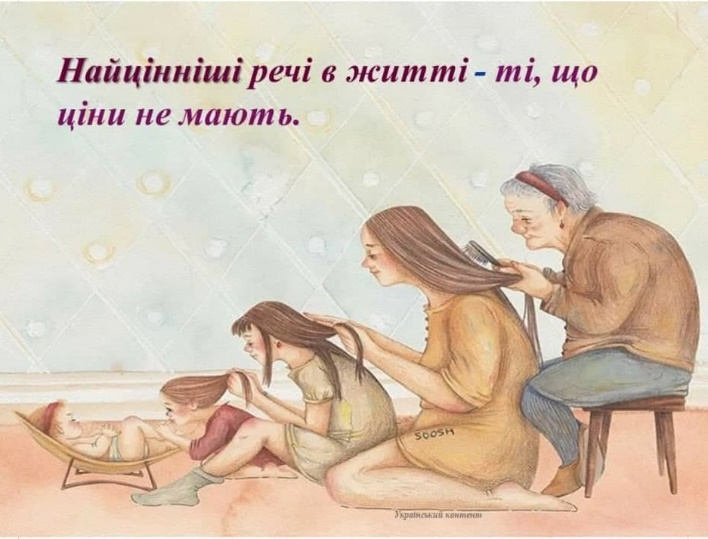 Найцінніші речі в житті - ті, що
ціни не мають.
SOOSH
Український контент